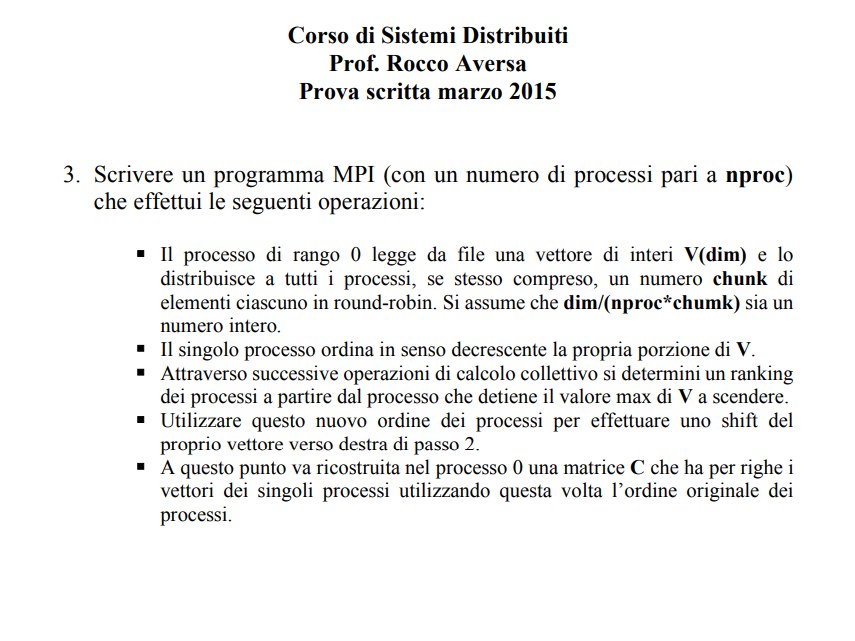 Corso di Sistemi Distribuiti
Prof. Rocco Aversa
Prova scritta marzo 2015
3. Scrivere un programma MPI (con un numero di processi pari a nproc)
che effettui le seguenti operazioni:
▪ Il processo di rango 0 legge da file una vettore di interi V(dim) e lo
distribuisce a tutti i processi, se stesso compreso, un numero chunk di
elementi ciascuno in round-robin. Si assume che dim/(nproc*chumk) sia un
numero intero.
▪ Il singolo processo ordina in senso decrescente la propria porzione di V.
▪ Attraverso successive operazioni di calcolo collettivo si determini un ranking
dei processi a partire dal processo che detiene il valore max di V a scendere.
▪ Utilizzare questo nuovo ordine dei processi per effettuare uno shift del
proprio vettore verso destra di passo 2.
▪ A questo punto va ricostruita nel processo 0 una matrice C che ha per righe i
vettori dei singoli processi utilizzando questa volta l’ordine originale dei
processi.